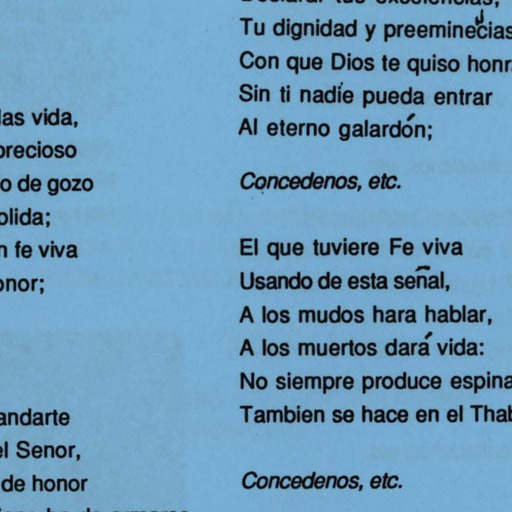 las vida,
precioso
o de gozo
plida;
n fe viva
onor;
andarte
el Senor,
de honor
Tu dignidad y preeminecias
Con que Dios te quiso honr
Sin ti nadie pueda entrar
Al eterno galardón;
Concedenos, etc.
El que tuviere Fe viva
Usando de esta señal,
A los mudos hara hablar,
A los muertos dará vida:
No siempre produce espina
Tambien se hace en el Thab
Concedenos, etc.